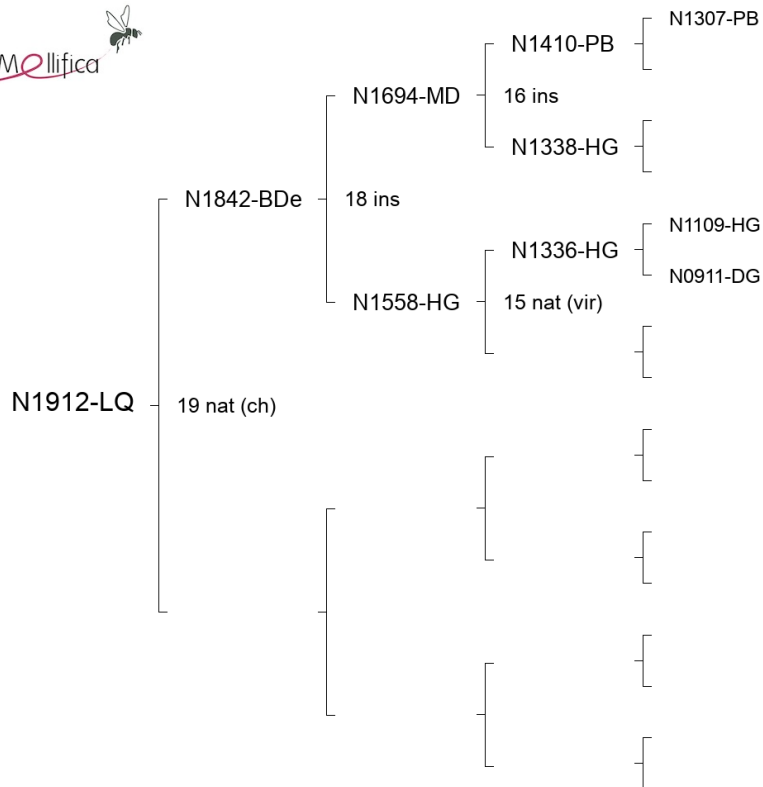 Mellifica
N1307-PB
N1410-PB
N1694-MD
16 ins
N1338-HG
N1842-BDe
18 ins
N1109-HG
N1336-HG
N0911-DG
N1558-HG
15 nat (vir)
N1912-LQ
19 nat (ch)